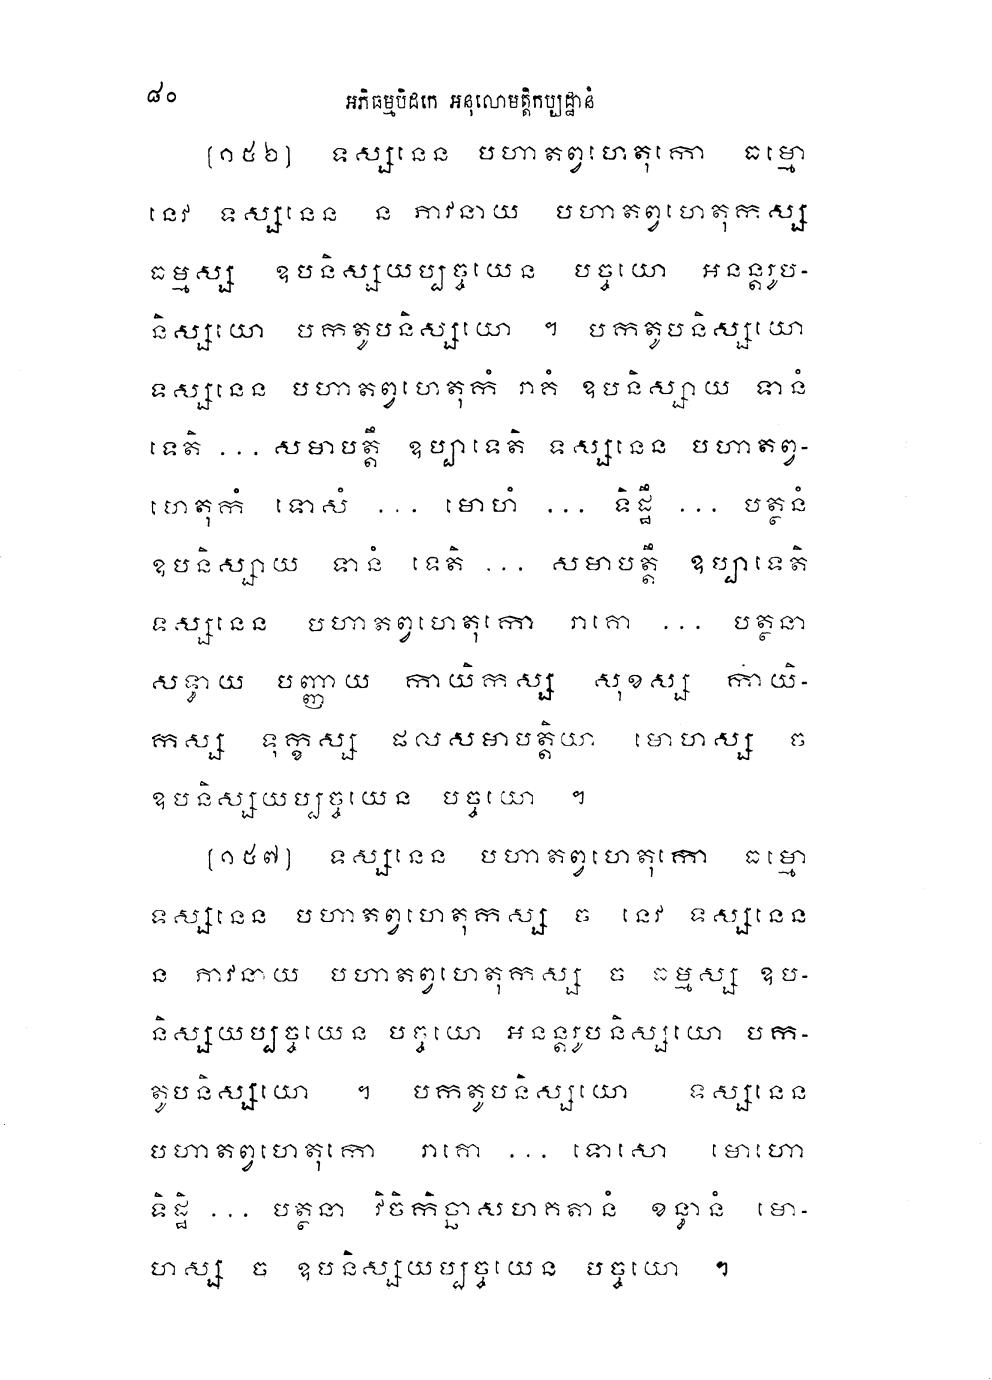 ៨០
អភិធម្មបិដកេ អនុលោមត្តិកប្បដ្ឋានំ
[១៥៦] ទស្សនេន បហាតព្វហេតុកោ ធម្មោ
នេវ ទស្សនេន ន ភាវនាយ បហាតព្វហេតុកស្ស
ធម្មស្ស ឧបនិស្សយប្បច្ចយេន បច្ចយោ អនន្តរូប-
និស្សយោ បកតូបនិស្សយោ ។ បកតូបនិស្សយោ
ទស្សនេន បហាតព្វហេតុកំ រាគំ ឧបនិស្សាយ ទានំ
ទេតិ ... សមាបត្តឹ ឧប្បាទេតិ ទស្សនេន បហាតព្វ-
ហេតុកំ ទោសំ ... មោហំ ... ទិដ្ឋឹ ... បត្ថនំ
ឧបនិស្សាយ ទានំ ទេតិ ... សមាបត្តឹ ឧប្បាទេតិ
ទស្សនេន បហាតព្វហេតុកោ រាគោ ... បត្ថនា
សទ្ធាយ បញ្ញាយ កាយិកស្ស សុខស្ស កាយិ-
កស្ស ទុក្ខស្ស ផលសមាបត្តិយា មោហស្ស ច
ឧបនិស្សយប្បច្ចយេន បច្ចយោ ។
[១៥៧] ទស្សនេន បហាតព្វហេតុកោ ធម្មោ
ទស្សនេន បហាតព្វហេតុកស្ស ច នេវ ទស្សនេន
ន ភាវនាយ បហាតព្វហេតុកស្ស ច ធម្មស្ស ឧប-
និស្សយប្បច្ចយេន បច្ចយោ អនន្តរូបនិស្សយោ បក-
តូបនិស្សយោ ។ បកតូបនិស្សយោ ទស្សនេន
បហាតព្វហេតុកោ រាគោ ... ទោសោ មោហោ
ទិដ្ឋិ ... បត្ថនា វិចិកិច្ឆាសហគតានំ ខន្ធានំ មោ-
ហស្ស ច ឧបនិស្សយប្បច្ចយេន បច្ចយោ ។